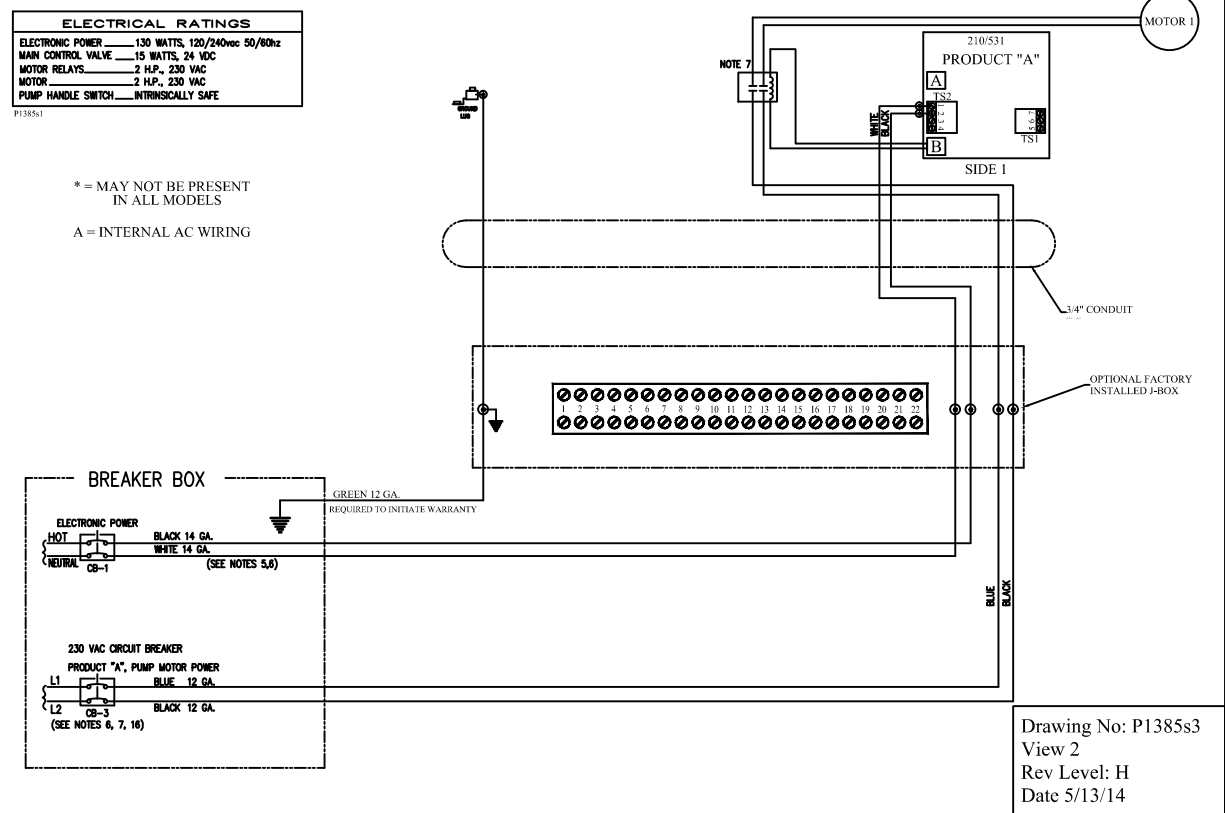 ELECTRICAL RATINGS
ELECTRONIC POWER 130 WATTS, 120/240vac 50/60hz
MAIN CONTROL VALVE 15 WATTS, 24 VDC
MOTOR RELAYS 2 H.P., 230 VAC
MOTOR 2 H.P., 230 VAC
PUMP HANDLE SWITCH INTRINSICALLY SAFE
P1385s1
* = MAY NOT BE PRESENT
IN ALL MODELS
A = INTERNAL AC WIRING
GROUND
LUG
NOTE 7
MOTOR 1
210/531
PRODUCT "A"
A
TS2
1 2 3 4
B
TS1
SIDE 1
WHITE
BLACK
3/4" CONDUIT
OPTIONAL FACTORY
INSTALLED J-BOX
1 2 3 4 5 6 7 8 9 10 11 12 13 14 15 16 17 18 19 20 21 22
BREAKER BOX
GREEN 12 GA.
REQUIRED TO INITIATE WARRANTY
ELECTRONIC POWER
HOT
BLACK 14 GA.
WHITE 14 GA.
NEUTRAL
CB-1
(SEE NOTES 5,6)
BLUE
BLACK
230 VAC CIRCUIT BREAKER
PRODUCT "A", PUMP MOTOR POWER
L1
BLUE 12 GA.
L2
CB-3
BLACK 12 GA.
(SEE NOTES 6, 7, 16)
Drawing No: P1385s3
View 2
Rev Level: H
Date 5/13/14